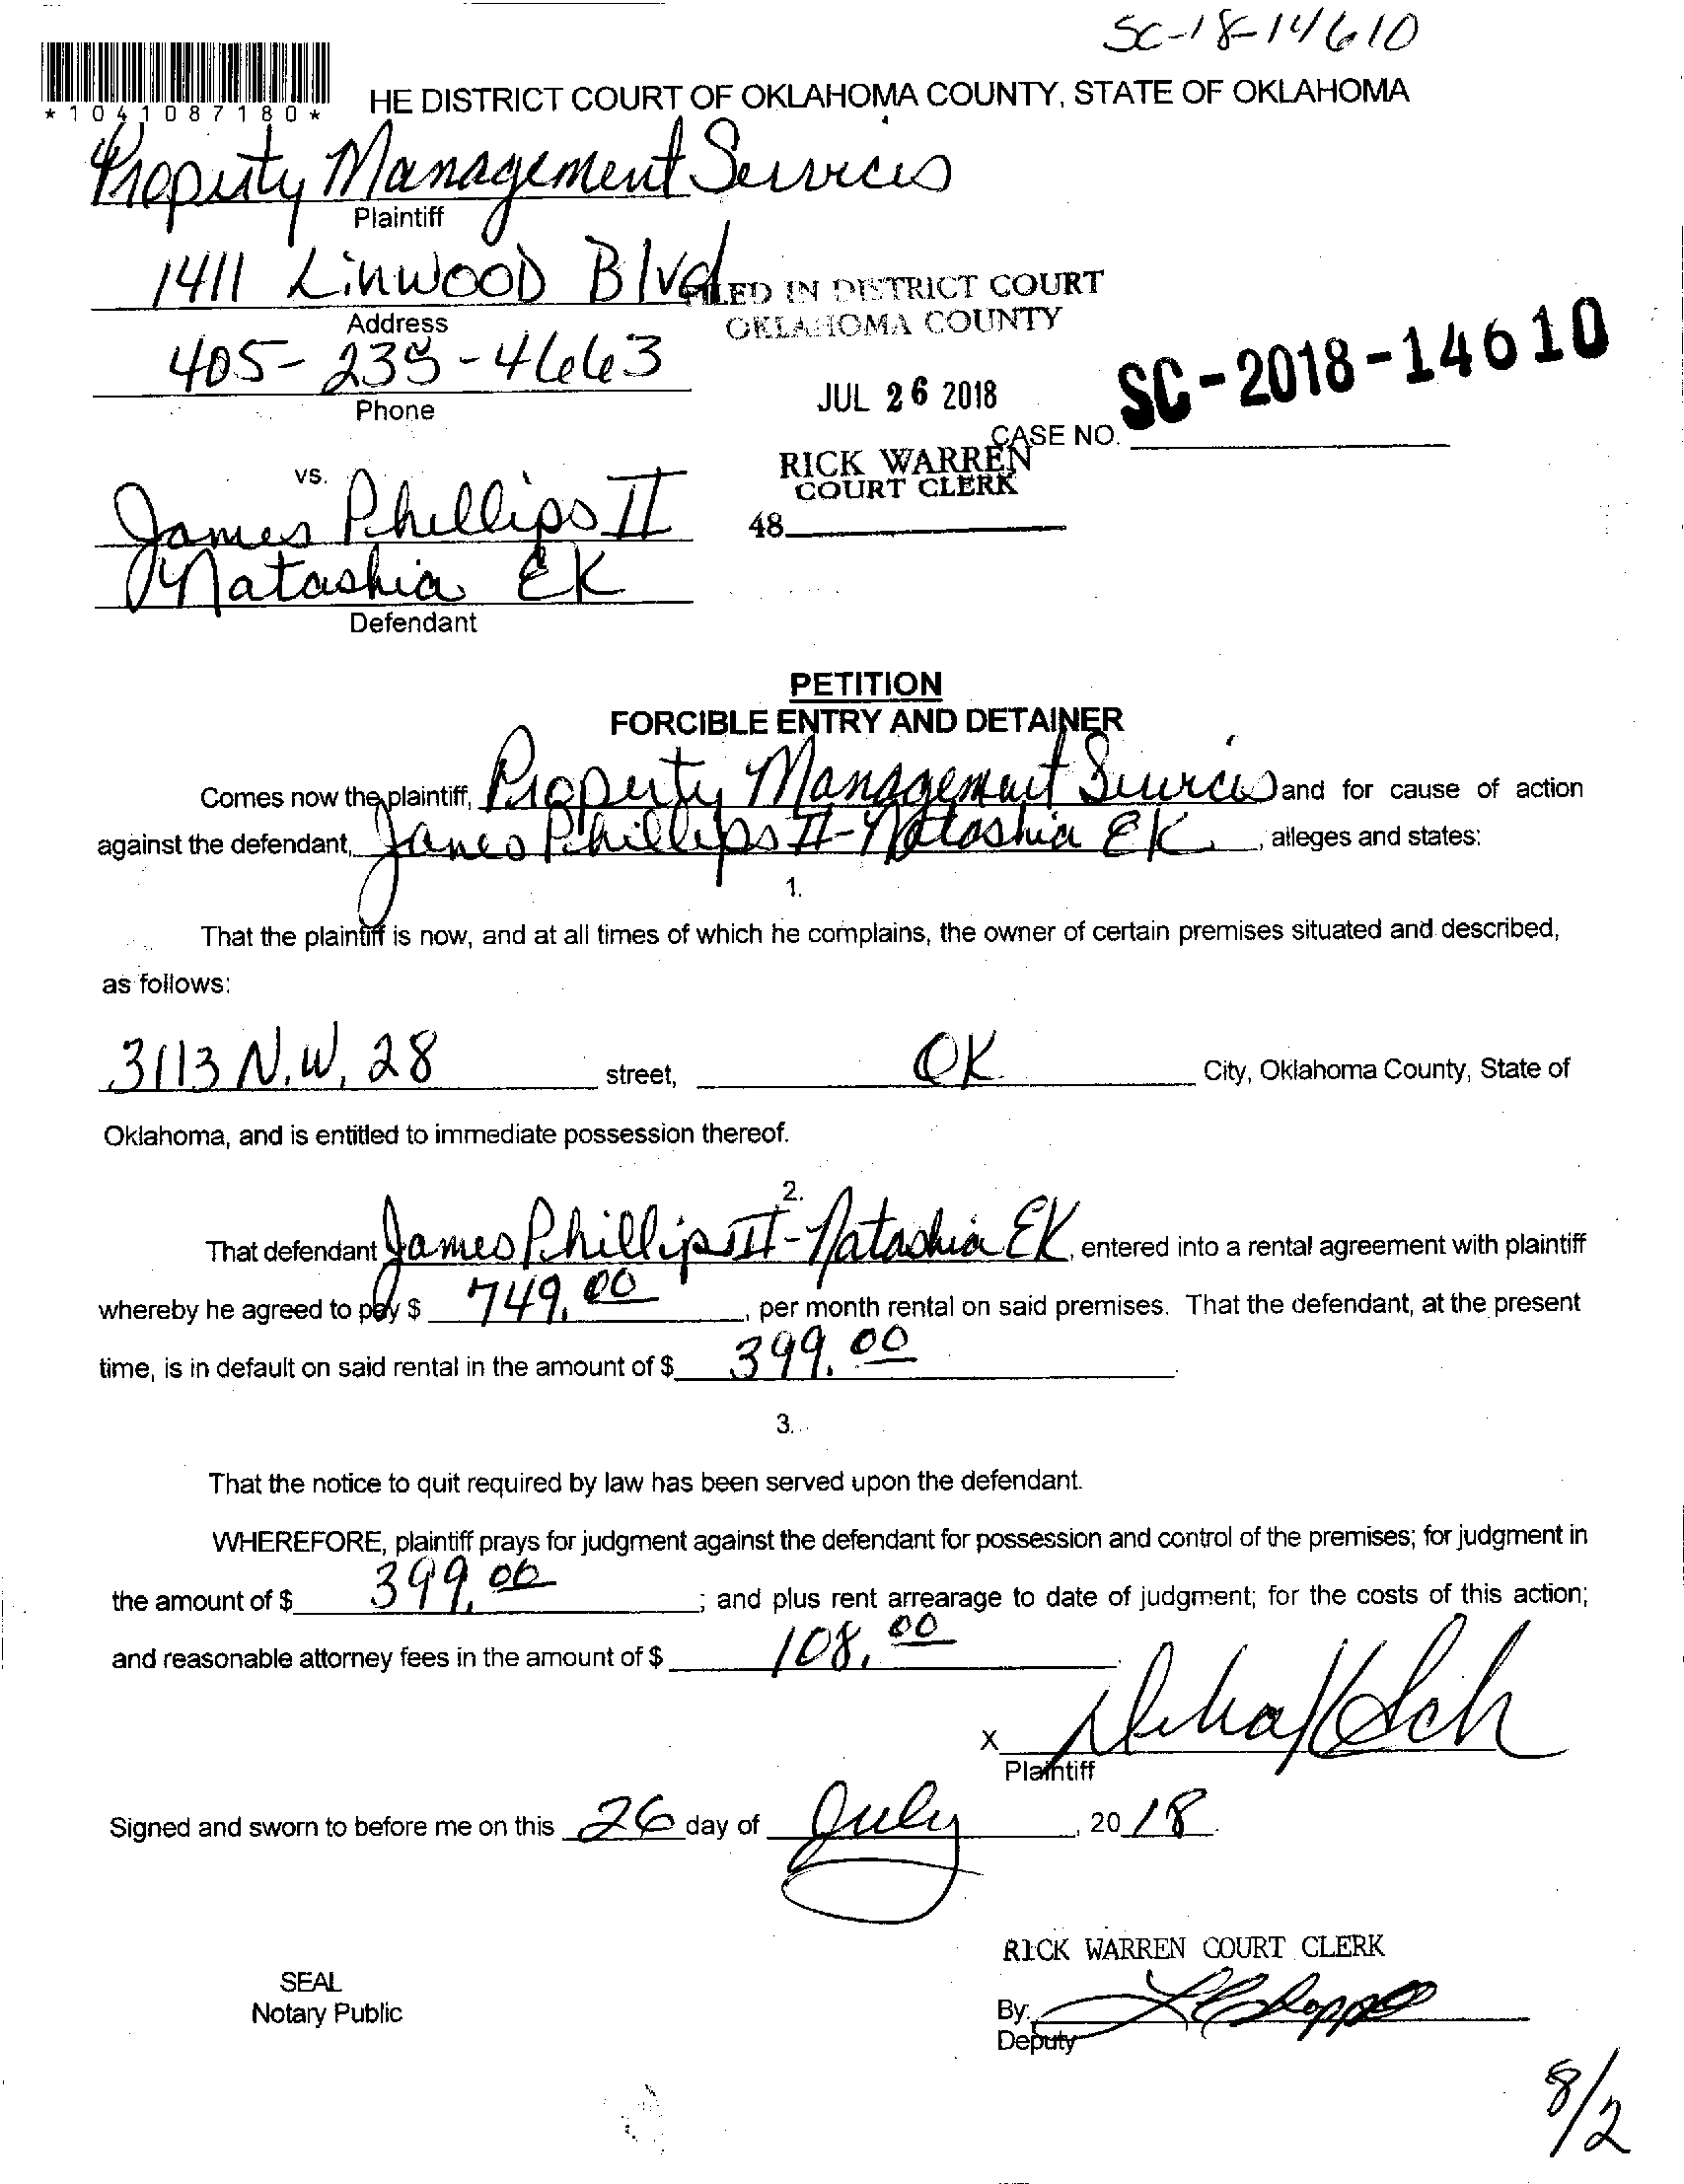 SC-18-14610
*1041087180*
HE DISTRICT COURT OF OKLAHOMA COUNTY, STATE OF OKLAHOMA
Property Management Services
Plaintiff
1411 Linwood Blvd
FILED IN DISTRICT COURT
OKLAHOMA COUNTY
Address
405-235-4663
Phone
JUL 26 2018
SC-2018-14610
CASE NO.
RICK WARREN
COURT CLERK
vs.
48
James Phillips II
Natashia EK
Defendant
PETITION
FORCIBLE ENTRY AND DETAINER
Comes now the plaintiff, Property Management Services and for cause of action
against the defendant, James Phillips II-Natashia EK, alleges and states:
1.
That the plaintiff is now, and at all times of which he complains, the owner of certain premises situated and described,
as follows:
3113 N.W. 28 street, OK City, Oklahoma County, State of
Oklahoma, and is entitled to immediate possession thereof.
2.
That defendant James Phillips II-Natashia EK, entered into a rental agreement with plaintiff
whereby he agreed to pay $ 749.00, per month rental on said premises. That the defendant, at the present
time, is in default on said rental in the amount of $ 399.00
3.
That the notice to quit required by law has been served upon the defendant.
WHEREFORE, plaintiff prays for judgment against the defendant for possession and control of the premises; for judgment in
the amount of $ 399.00; and plus rent arrearage to date of judgment; for the costs of this action;
and reasonable attorney fees in the amount of $ 108.00
X
Plaintiff
Signed and sworn to before me on this 26 day of July, 2018.
RICK WARREN COURT CLERK
SEAL
Notary Public
By:
Deputy
8/2